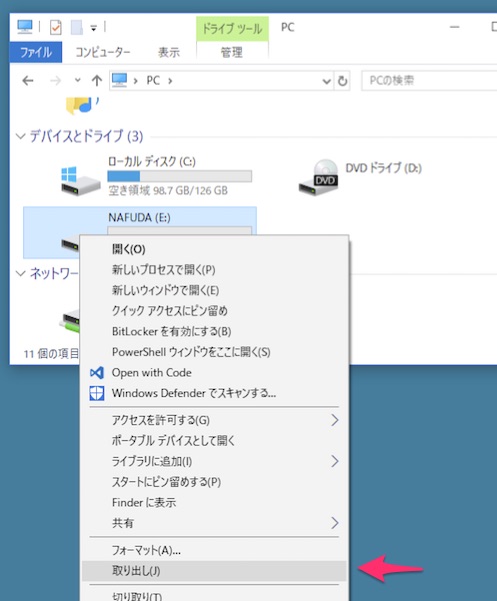 ドライブ ツール
PC
ファイル
コンピューター
表示
管理
PC
PCの検索
デバイスとドライブ (3)
ローカル ディスク (C:)
空き領域 98.7 GB/126 GB
DVD
DVD ドライブ (D:)
NAFUDA (E:)
ネットワー
11 個の項目
開く(O)
新しいプロセスで開く(P)
新しいウィンドウで開く(E)
クイック アクセスにピン留め
BitLocker を有効にする(B)
PowerShell ウィンドウをここに開く(S)
Open with Code
Windows Defender でスキャンする...
アクセスを許可する(G)
ポータブル デバイスとして開く
ライブラリに追加(I)
スタートにピン留めする(P)
Finder に表示
共有
フォーマット(A)...
取り出し(J)
切り取り(T)